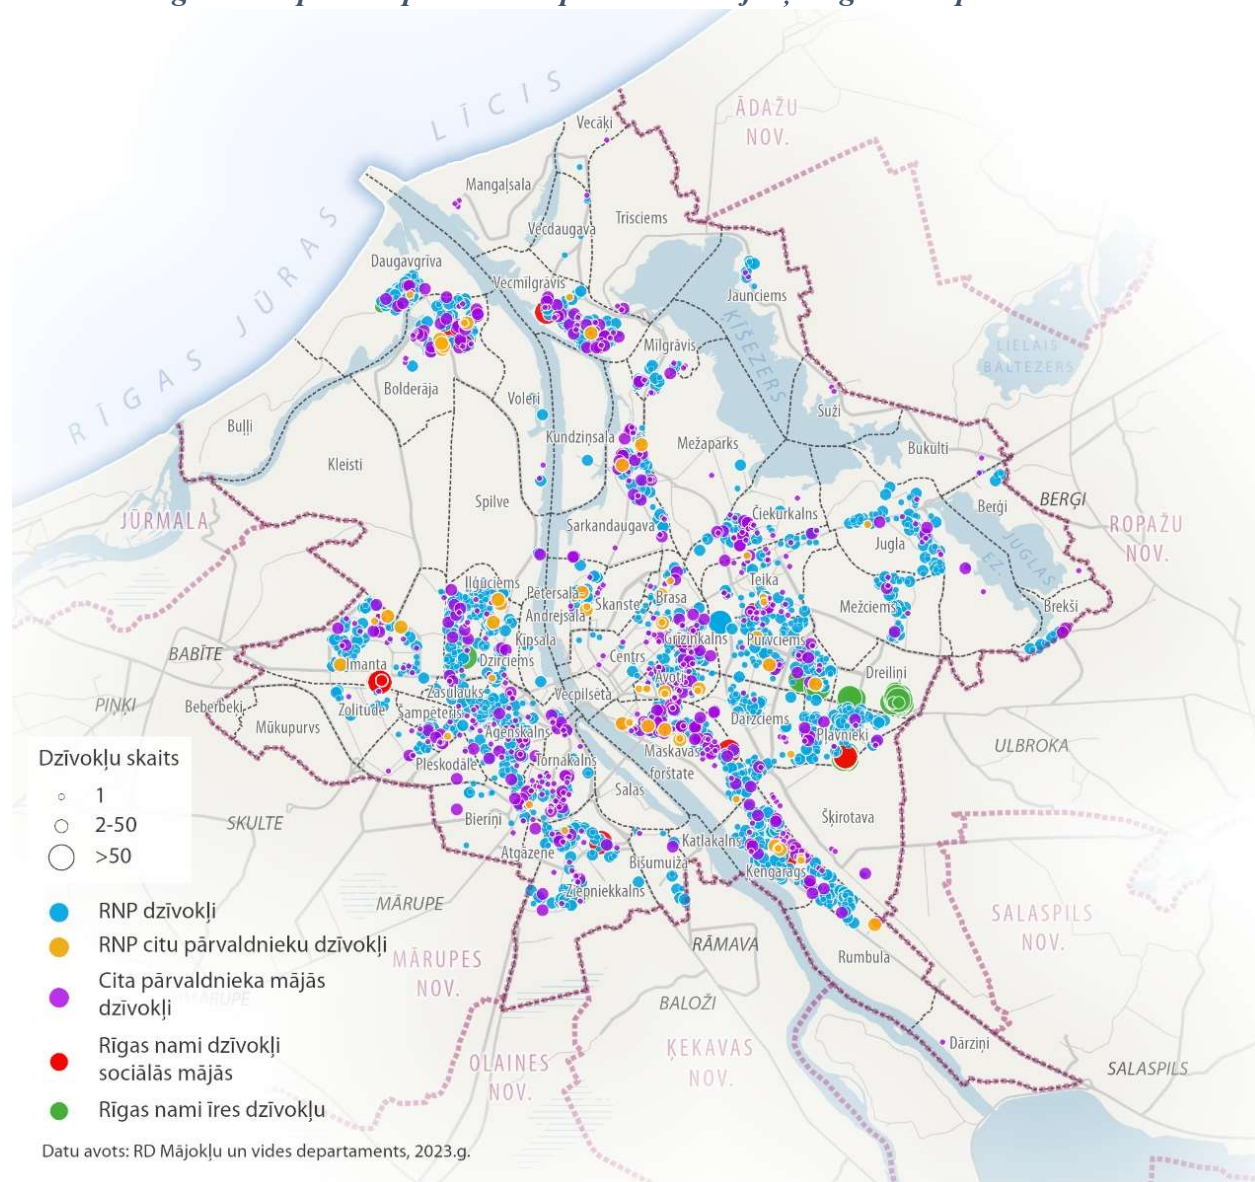 LĪCIS
RĪGAS JŪRAS
ĀDAŽU
NOV.
Vecāķi
Mangaļsala
Trīsciems
Vecdaugava
Daugavgrīva
Vecmīlgrāvis
Jaunciems
ĶĪŠEZERS
LIELAIS
BALTEZERS
Mīlgrāvis
Bolderāja
Voleri
Suži
Buļļi
Kundziņsala
Mežaparks
Bukulti
Kleisti
Spilve
Berģi
BERĢI
JŪRMALA
Sarkandaugava
Čiekurkalns
ROPAŽU
NOV.
Jugla
JUGLAS
EZ.
Iļģuciems
Pētersala
Andrejsala
Skanste
Brasa
Teika
Mežciems
Brekši
Ķīpsala
Grīziņkalns
Purvciems
BABĪTE
Imanta
Dzirciems
Centrs
Dreiliņi
PIŅĶI
Beberbeķi
Zolitūde
Zasulauks
Vecpilsēta
Avoti
Mūkupurvs
Šampēteris
Āgenskalns
Dārzciems
Pļavnieki
ULBROKA
Pleskodāle
Torņakalns
Maskavas
forštate
Salas
SKULTE
Bieriņi
Šķirotava
Atgāzene
Katlakalns
Bišumuiža
Ķengarags
Ziepniekkalns
MĀRUPE
SALASPILS
NOV.
RĀMAVA
MĀRUPES
NOV.
Rumbula
BALOŽI
ĶEKAVAS
NOV.
OLAINES
NOV.
Dārziņi
SALASPILS
Dzīvokļu skaits
1
2-50
>50
RNP dzīvokļi
RNP citu pārvaldnieku dzīvokļi
Cita pārvaldnieka mājās
dzīvokļi
Rīgas nami dzīvokļi
sociālās mājās
Rīgas nami īres dzīvokļu
Datu avots: RD Mājokļu un vides departaments, 2023.g.